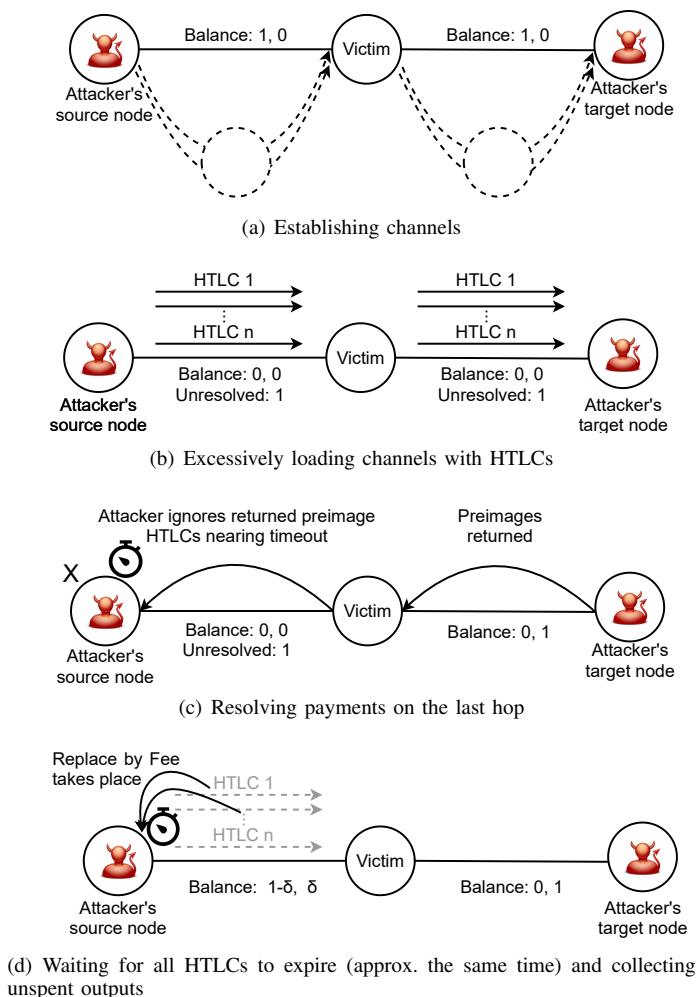 Balance: 1, 0
Victim
Balance: 1, 0
Attacker's
source node
Attacker's
target node
(a) Establishing channels
HTLC 1
HTLC n
HTLC 1
HTLC n
Victim
Balance: 0, 0
Unresolved: 1
Balance: 0, 0
Unresolved: 1
Attacker's
source node
Attacker's
target node
(b) Excessively loading channels with HTLCs
Attacker ignores returned preimage
HTLCs nearing timeout
Preimages
returned
X
Victim
Balance: 0, 0
Unresolved: 1
Balance: 0, 1
Attacker's
source node
Attacker's
target node
(c) Resolving payments on the last hop
Replace by Fee
takes place
HTLC 1
HTLC n
Victim
Balance: 1-δ, δ
Balance: 0, 1
Attacker's
source node
Attacker's
target node
(d) Waiting for all HTLCs to expire (approx. the same time) and collecting
unspent outputs